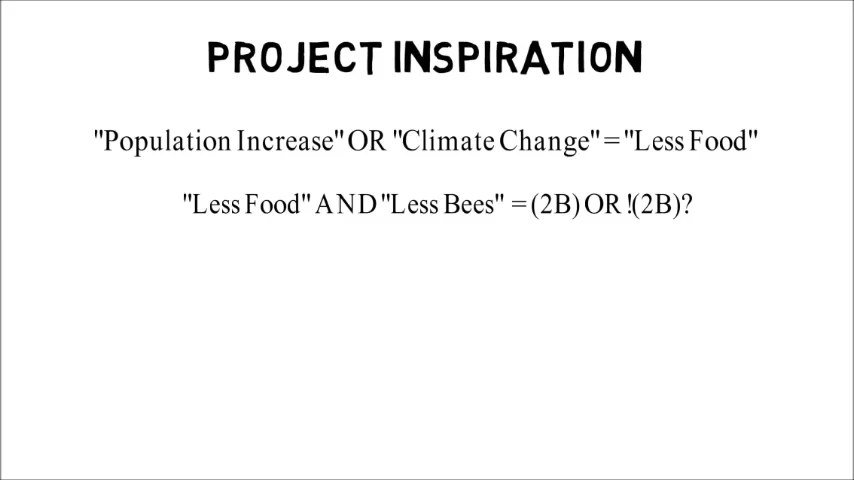 PROJECT INSPIRATION
"Population Increase" OR "Climate Change" = "Less Food"
"Less Food" AND "Less Bees" = (2B) OR !(2B)?